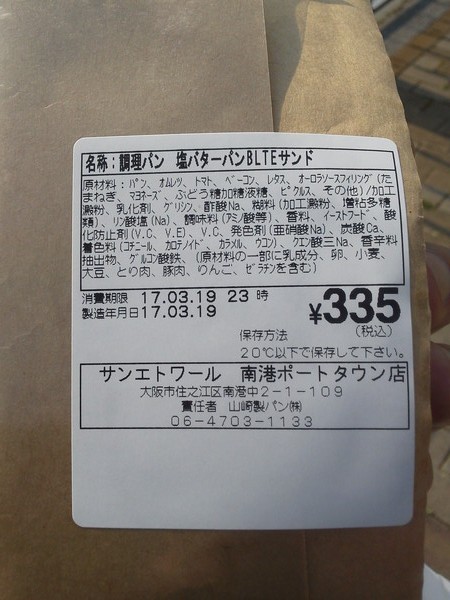 名称：調理パン 塩バターパンBLTEサンド
原材料：パン、オムレツ、トマト、ベーコン、レタス、オーロラソースフィリング(た
まねぎ、マヨネーズ、ぶどう糖加糖液糖、ピクルス、その他)/加工
澱粉、乳化剤、グリシン、酢酸Na、糊料(加工澱粉、増粘多糖
類)、リン酸塩(Na)、調味料(アミノ酸等)、香料、イーストフード、酸
化防止剤(V.C、V.E)、V.C、発色剤(亜硝酸Na)、炭酸Ca、
着色料(コチニール、カロチノイド、カラメル、ウコン)、クエン酸三Na、香辛料
抽出物、グルコン酸鉄、(原材料の一部に乳成分、卵、小麦、
大豆、とり肉、豚肉、りんご、ゼラチンを含む)
消費期限 17.03.19 23時
製造年月日17.03.19
¥335
(税込)
保存方法
20℃以下で保存して下さい。
サンエトワール 南港ポートタウン店
大阪市住之江区南港中2-1-109
責任者 山崎製パン㈱
06-4703-1133